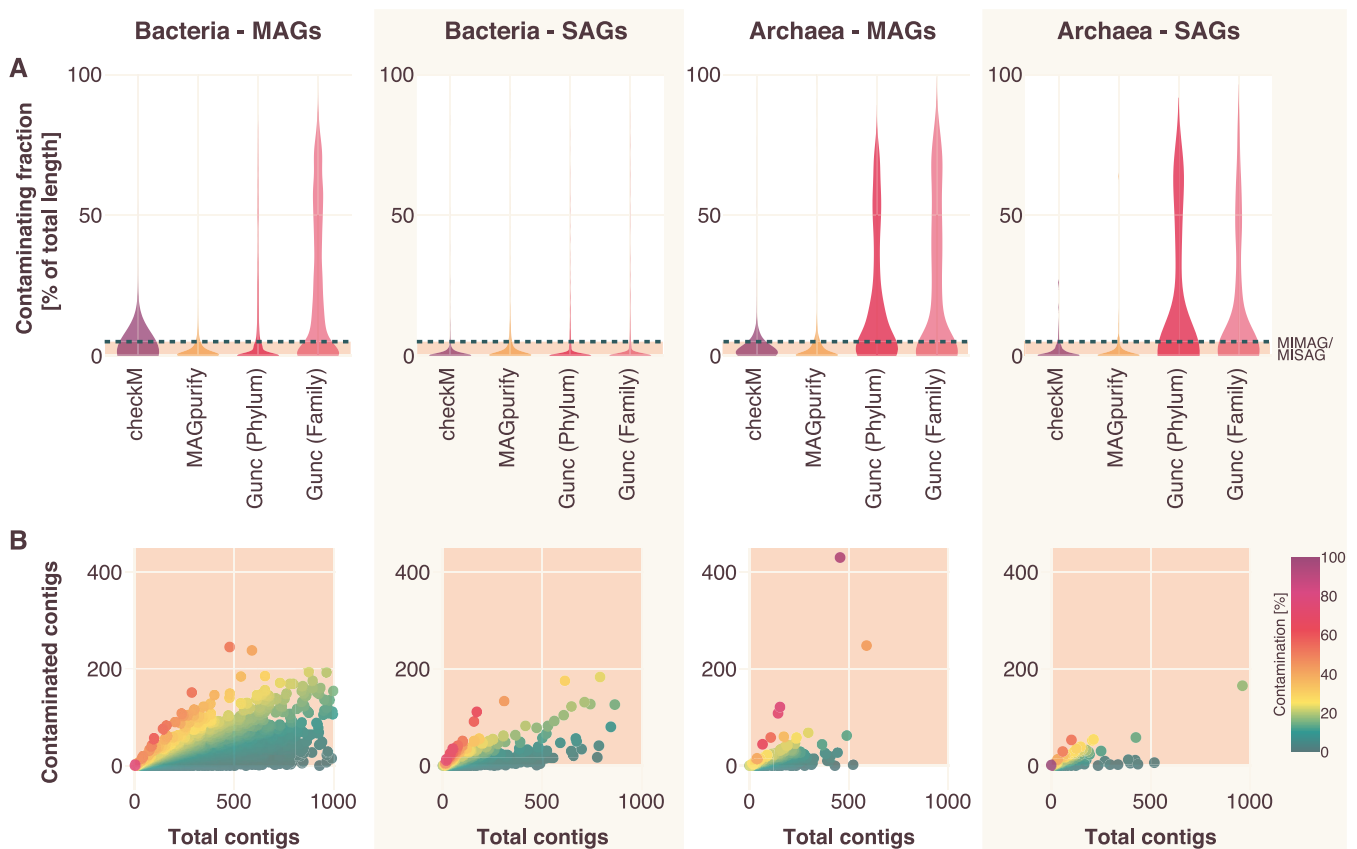 Bacteria - MAGs
Bacteria - SAGs
Archaea - MAGs
Archaea - SAGs
A
Contaminating fraction
[% of total length]
100
50
0
100
50
0
100
50
0
100
50
0
MIMAG/
MISAG
checkM
MAGpurify
Gunc (Phylum)
Gunc (Family)
checkM
MAGpurify
Gunc (Phylum)
Gunc (Family)
checkM
MAGpurify
Gunc (Phylum)
Gunc (Family)
checkM
MAGpurify
Gunc (Phylum)
Gunc (Family)
B
Contaminated contigs
400
200
0
0
500
1000
Total contigs
400
200
0
0
500
1000
Total contigs
400
200
0
0
500
1000
Total contigs
400
200
0
0
500
1000
Total contigs
Contamination [%]
100
80
60
40
20
0